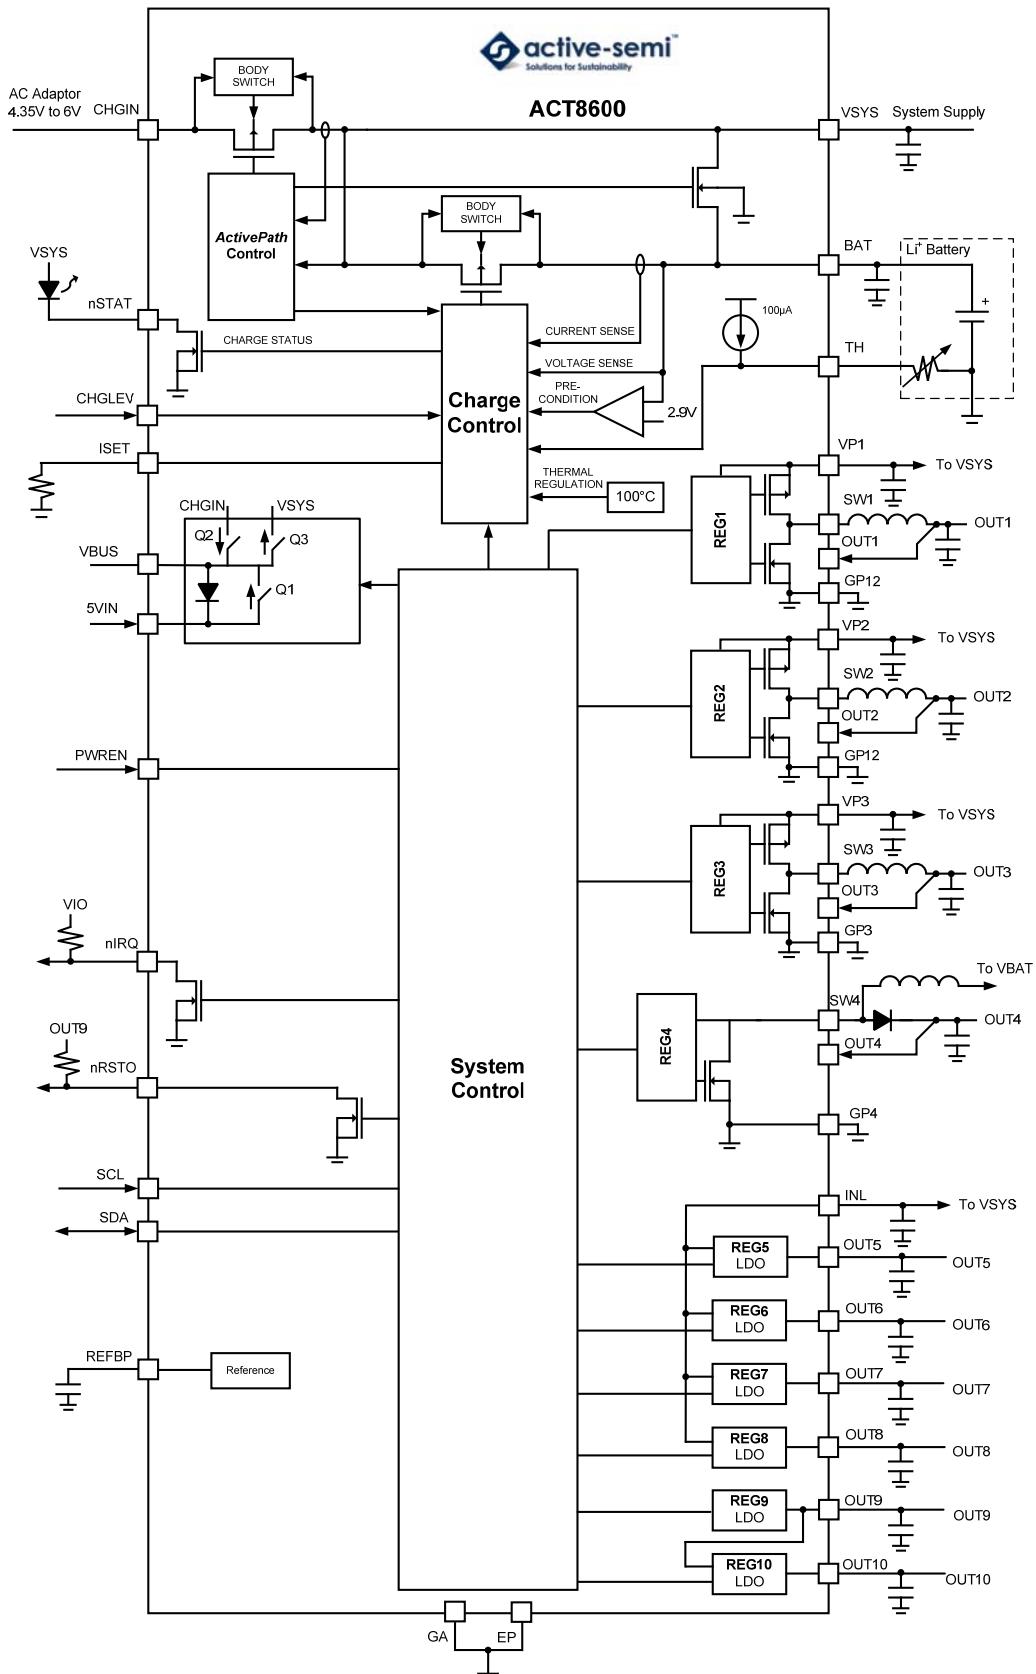 active-semi™
Solutions for Sustainability
ACT8600
BODY
SWITCH
AC Adaptor
4.35V to 6V
CHGIN
VSYS
System Supply
ActivePath
Control
BODY
SWITCH
VSYS
nSTAT
BAT
Li+ Battery
+
100µA
CHARGE STATUS
CURRENT SENSE
VOLTAGE SENSE
PRE-
CONDITION
2.9V
TH
CHGLEV
Charge
Control
ISET
THERMAL
REGULATION
100°C
VP1
To VSYS
REG1
SW1
OUT1
OUT1
GP12
CHGIN
VSYS
Q2
Q3
VBUS
Q1
5VIN
VP2
To VSYS
REG2
SW2
OUT2
OUT2
GP12
PWREN
VP3
To VSYS
REG3
SW3
OUT3
OUT3
GP3
VIO
nIRQ
To VBAT
SW4
REG4
OUT4
OUT4
GP4
OUT9
nRSTO
System
Control
SCL
SDA
INL
To VSYS
REG5
LDO
OUT5
OUT5
REG6
LDO
OUT6
OUT6
REFBP
Reference
REG7
LDO
OUT7
OUT7
REG8
LDO
OUT8
OUT8
REG9
LDO
OUT9
OUT9
REG10
LDO
OUT10
OUT10
GA
EP